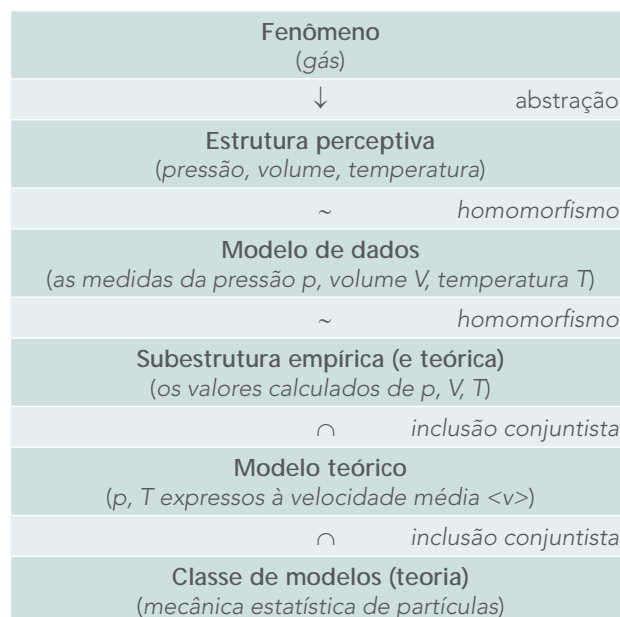 Fenômeno
(gás)
↓ abstração
Estrutura perceptiva
(pressão, volume, temperatura)
~ homomorfismo
Modelo de dados
(as medidas da pressão p, volume V, temperatura T)
~ homomorfismo
Subestrutura empírica (e teórica)
(os valores calculados de p, V, T)
∩ inclusão conjuntista
Modelo teórico
(p, T expressos à velocidade média <v>)
∩ inclusão conjuntista
Classe de modelos (teoria)
(mecânica estatística de partículas)